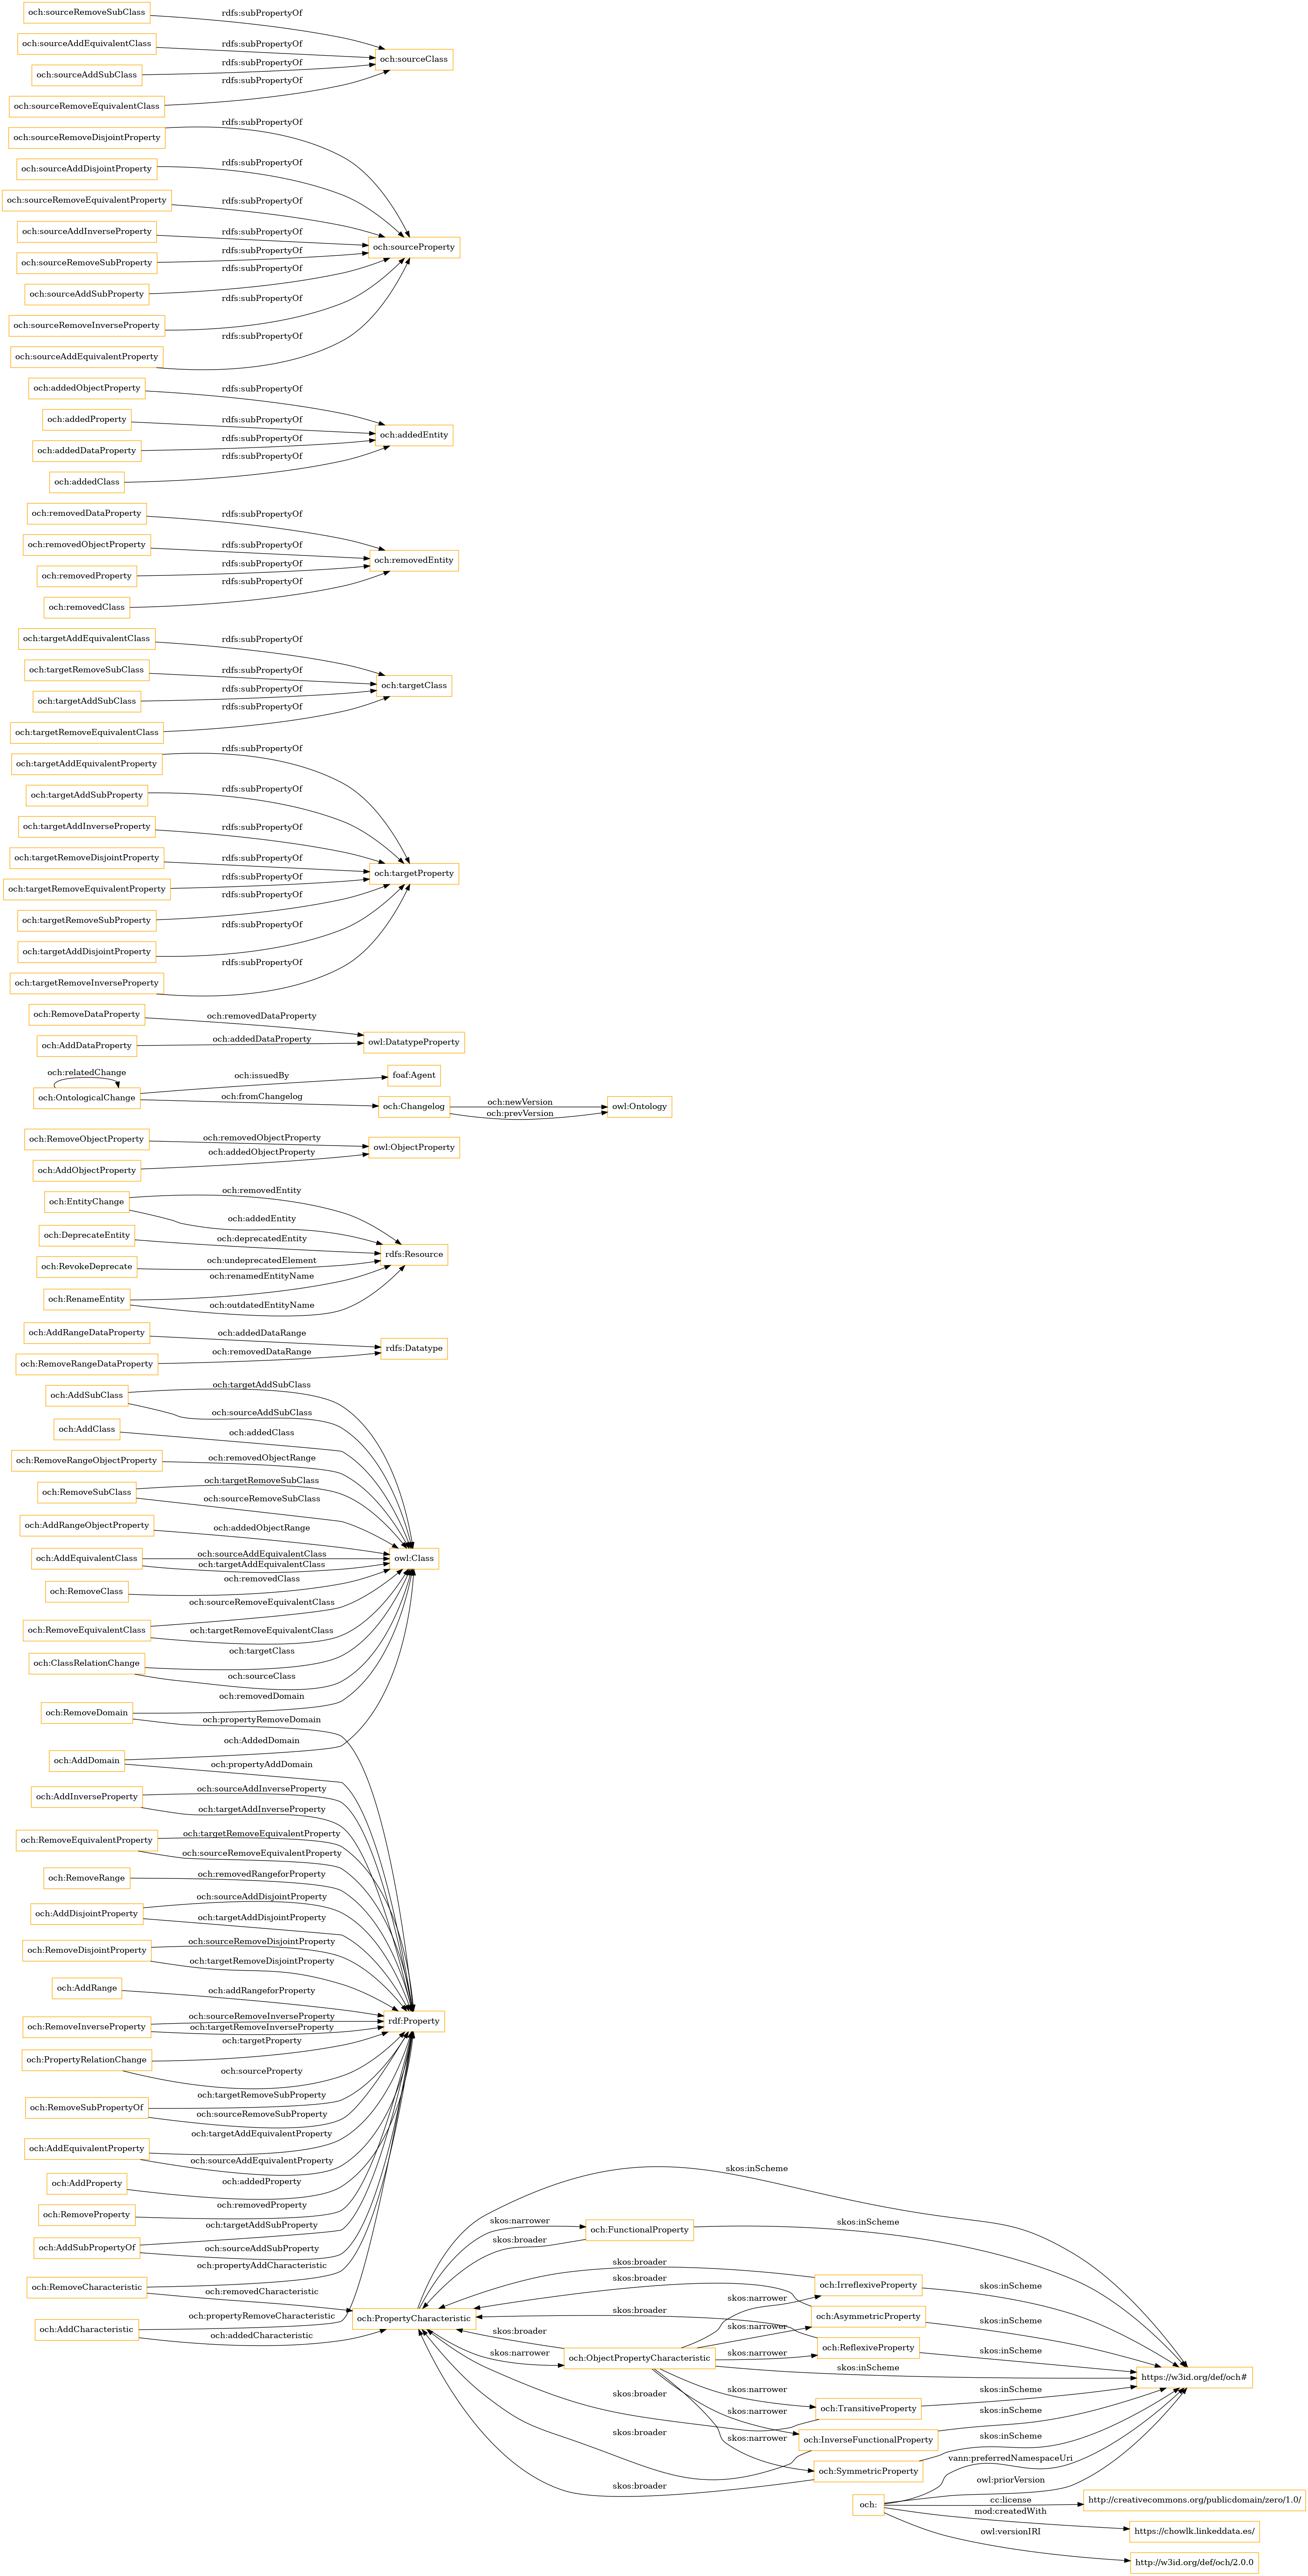 och:sourceRemoveSubClass
rdfs:subPropertyOf
och:sourceAddEquivalentClass
rdfs:subPropertyOf
och:sourceClass
och:sourceAddSubClass
rdfs:subPropertyOf
rdfs:subPropertyOf
och:sourceRemoveEquivalentClass
rdfs:subPropertyOf
och:sourceRemoveDisjointProperty
rdfs:subPropertyOf
och:sourceAddDisjointProperty
rdfs:subPropertyOf
och:sourceRemoveEquivalentProperty
rdfs:subPropertyOf
och:sourceAddInverseProperty
och:sourceProperty
rdfs:subPropertyOf
och:sourceRemoveSubProperty
rdfs:subPropertyOf
och:sourceAddSubProperty
rdfs:subPropertyOf
och:sourceRemoveInverseProperty
rdfs:subPropertyOf
och:sourceAddEquivalentProperty
och:addedObjectProperty
rdfs:subPropertyOf
och:addedProperty
rdfs:subPropertyOf
och:addedEntity
rdfs:subPropertyOf
och:addedDataProperty
rdfs:subPropertyOf
och:addedClass
och:removedDataProperty
rdfs:subPropertyOf
och:removedObjectProperty
rdfs:subPropertyOf
och:removedEntity
rdfs:subPropertyOf
och:removedProperty
rdfs:subPropertyOf
och:removedClass
och:targetAddEquivalentClass
rdfs:subPropertyOf
och:targetRemoveSubClass
rdfs:subPropertyOf
och:targetClass
rdfs:subPropertyOf
och:targetAddSubClass
rdfs:subPropertyOf
och:targetRemoveEquivalentClass
rdfs:subPropertyOf
och:targetAddEquivalentProperty
rdfs:subPropertyOf
och:targetAddSubProperty
rdfs:subPropertyOf
och:targetAddInverseProperty
rdfs:subPropertyOf
och:targetRemoveDisjointProperty
och:targetProperty
rdfs:subPropertyOf
och:targetRemoveEquivalentProperty
rdfs:subPropertyOf
och:targetRemoveSubProperty
rdfs:subPropertyOf
och:targetAddDisjointProperty
rdfs:subPropertyOf
och:targetRemoveInverseProperty
och:RemoveDataProperty
och:removedDataProperty
och:addedDataProperty
och:AddDataProperty
owl:DatatypeProperty
och:relatedChange
och:issuedBy
foaf:Agent
och:OntologicalChange
och:fromChangelog
och:Changelog
och:newVersion
och:prevVersion
owl:Ontology
och:RemoveObjectProperty
och:removedObjectProperty
owl:ObjectProperty
och:addedObjectProperty
och:AddObjectProperty
och:removedEntity
och:EntityChange
och:addedEntity
och:DeprecateEntity
och:deprecatedEntity
rdfs:Resource
och:undeprecatedElement
och:RevokeDeprecate
och:renamedEntityName
och:RenameEntity
och:outdatedEntityName
och:AddRangeDataProperty
och:addedDataRange
rdfs:Datatype
och:removedDataRange
och:RemoveRangeDataProperty
och:targetAddSubClass
och:AddSubClass
och:sourceAddSubClass
och:AddClass
och:addedClass
och:RemoveRangeObjectProperty
och:removedObjectRange
och:targetRemoveSubClass
och:RemoveSubClass
och:sourceRemoveSubClass
och:AddRangeObjectProperty
och:addedObjectRange
och:sourceAddEquivalentClass
och:AddEquivalentClass
owl:Class
och:targetAddEquivalentClass
och:removedClass
och:RemoveClass
och:sourceRemoveEquivalentClass
och:RemoveEquivalentClass
och:targetRemoveEquivalentClass
och:targetClass
och:ClassRelationChange
och:sourceClass
och:removedDomain
och:RemoveDomain
och:propertyRemoveDomain
och:AddedDomain
och:AddDomain
och:propertyAddDomain
och:sourceAddInverseProperty
och:AddInverseProperty
och:targetAddInverseProperty
och:targetRemoveEquivalentProperty
och:RemoveEquivalentProperty
och:sourceRemoveEquivalentProperty
och:RemoveRange
och:removedRangeforProperty
och:sourceAddDisjointProperty
och:AddDisjointProperty
och:targetAddDisjointProperty
och:sourceRemoveDisjointProperty
och:RemoveDisjointProperty
och:targetRemoveDisjointProperty
och:AddRange
och:addRangeforProperty
och:sourceRemoveInverseProperty
rdf:Property
och:RemoveInverseProperty
och:targetRemoveInverseProperty
och:targetProperty
och:PropertyRelationChange
och:sourceProperty
och:targetRemoveSubProperty
och:RemoveSubPropertyOf
och:sourceRemoveSubProperty
och:targetAddEquivalentProperty
och:AddEquivalentProperty
och:sourceAddEquivalentProperty
skos:inScheme
och:AddProperty
och:addedProperty
och:removedProperty
och:RemoveProperty
och:targetAddSubProperty
skos:narrower
och:FunctionalProperty
skos:inScheme
skos:broader
och:AddSubPropertyOf
och:sourceAddSubProperty
och:propertyAddCharacteristic
skos:broader
och:RemoveCharacteristic
och:removedCharacteristic
skos:broader
och:IrreflexiveProperty
skos:inScheme
skos:narrower
och:propertyRemoveCharacteristic
och:PropertyCharacteristic
skos:broader
och:AsymmetricProperty
skos:inScheme
skos:narrower
och:AddCharacteristic
och:addedCharacteristic
skos:broader
och:ReflexiveProperty
skos:inScheme
skos:narrower
skos:narrower
och:ObjectPropertyCharacteristic
skos:inScheme
https://w3id.org/def/och#
skos:broader
skos:narrower
och:TransitiveProperty
skos:inScheme
skos:narrower
skos:inScheme
skos:broader
och:InverseFunctionalProperty
skos:narrower
skos:inScheme
skos:broader
och:SymmetricProperty
vann:preferredNamespaceUri
owl:priorVersion
och:
cc:license
http://creativecommons.org/publicdomain/zero/1.0/
mod:createdWith
https://chowlk.linkeddata.es/
owl:versionIRI
http://w3id.org/def/och/2.0.0